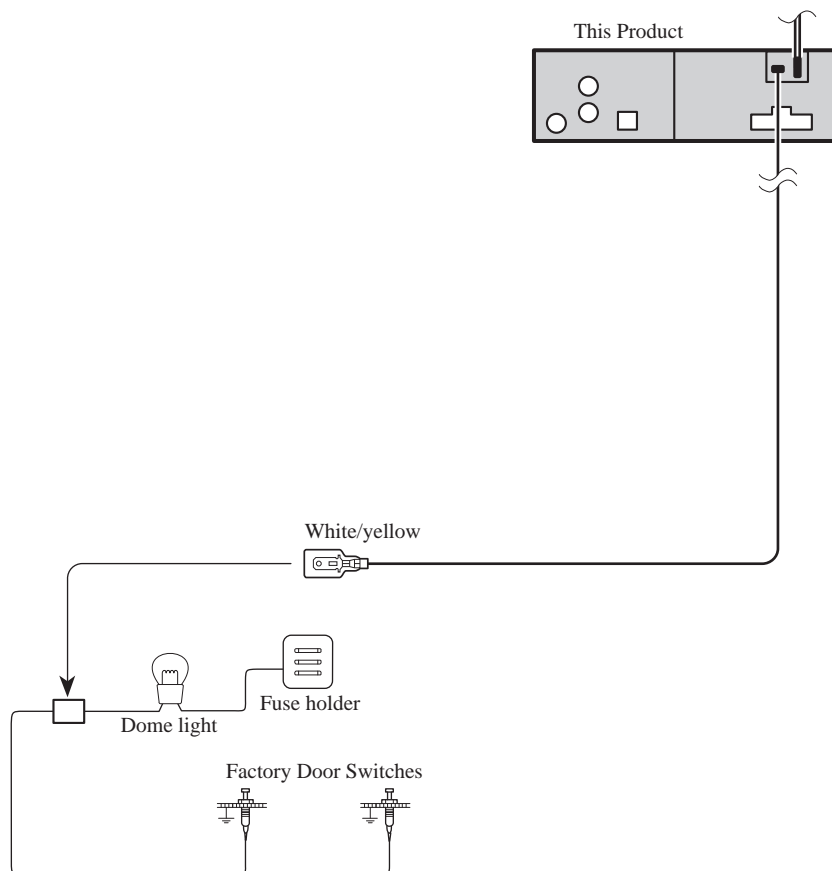 This Product
White/yellow
Fuse holder
Dome light
Factory Door Switches